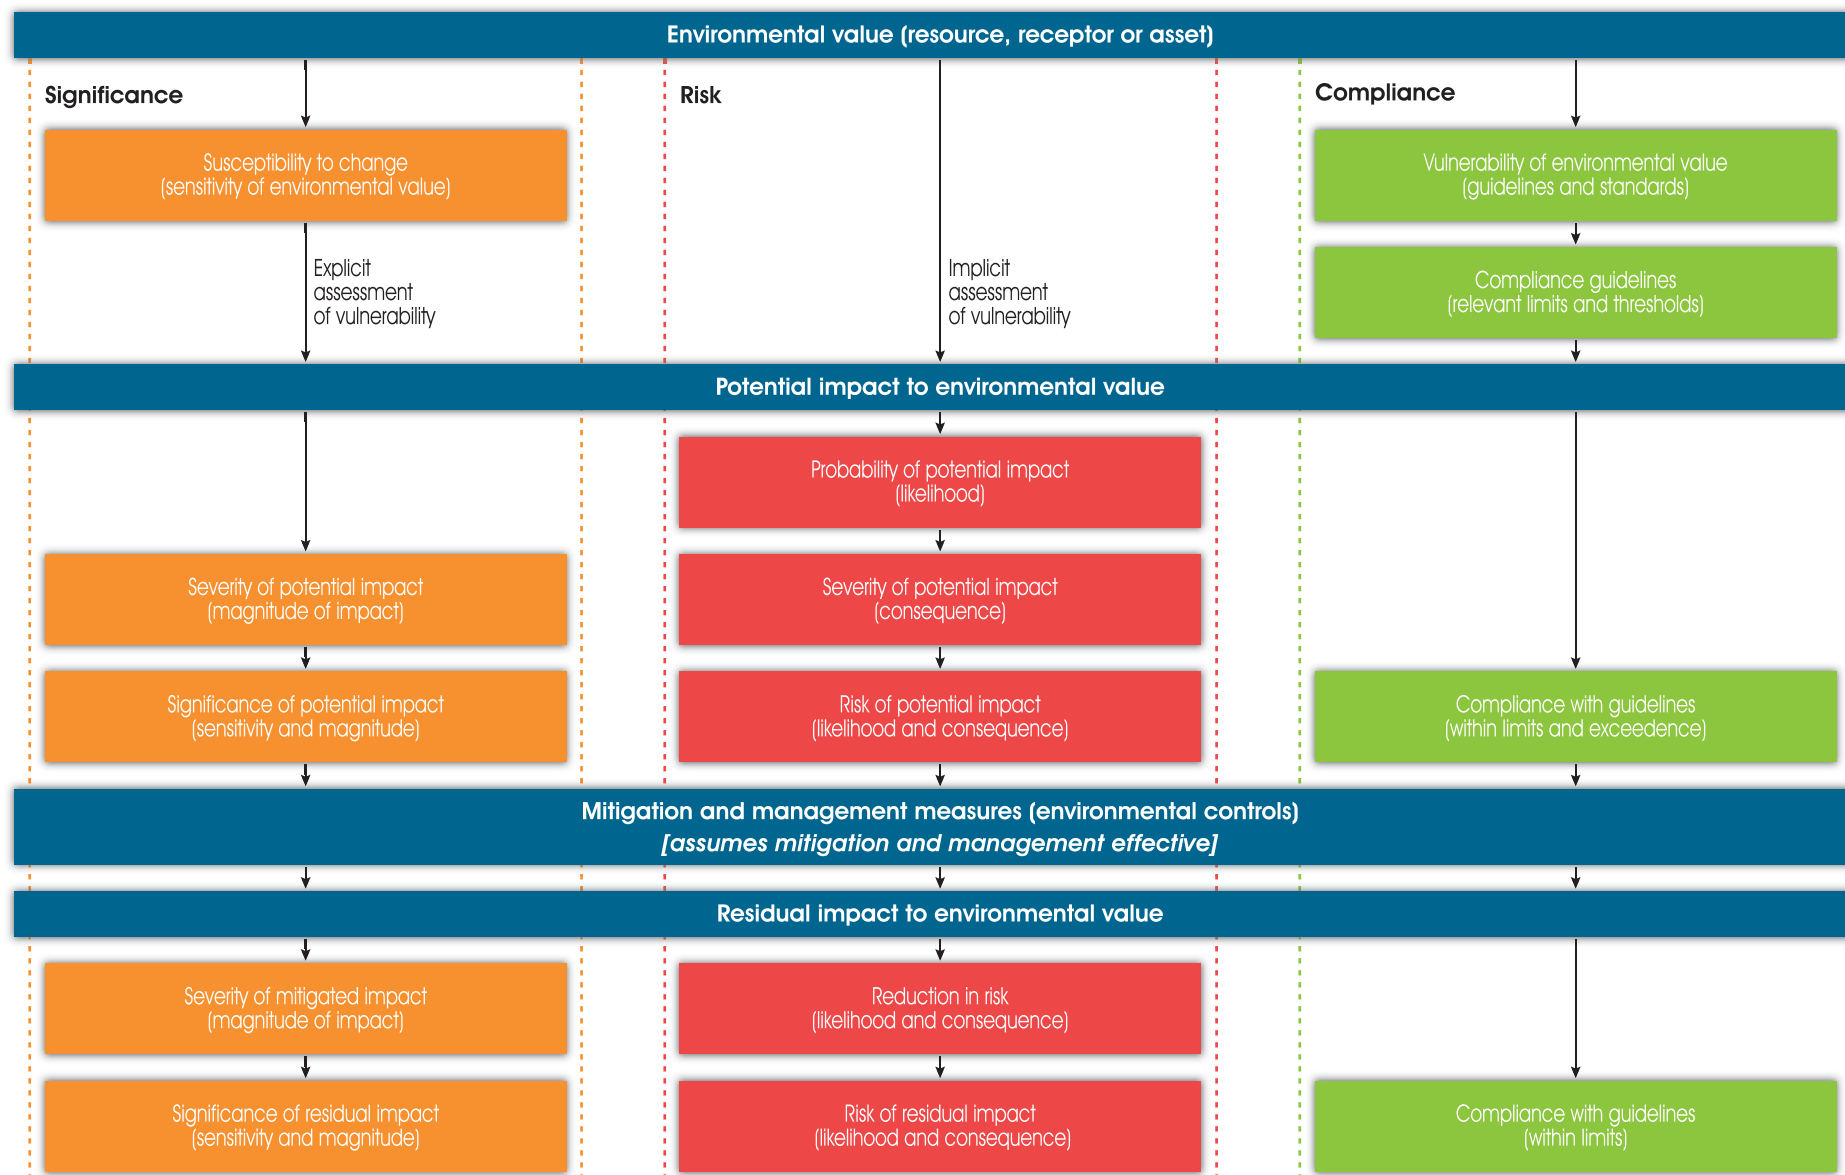 Environmental value (resource, receptor or asset)
Significance
Risk
Compliance
Susceptibility to change
(sensitivity of environmental value)
Vulnerability of environmental value
(guidelines and standards)
Explicit
assessment
of vulnerability
Implicit
assessment
of vulnerability
Compliance guidelines
(relevant limits and thresholds)
Potential impact to environmental value
Probability of potential impact
(likelihood)
Severity of potential impact
(magnitude of impact)
Severity of potential impact
(consequence)
Significance of potential impact
(sensitivity and magnitude)
Risk of potential impact
(likelihood and consequence)
Compliance with guidelines
(within limits and exceedence)
Mitigation and management measures (environmental controls)
[assumes mitigation and management effective]
Residual impact to environmental value
Severity of mitigated impact
(magnitude of impact)
Reduction in risk
(likelihood and consequence)
Significance of residual impact
(sensitivity and magnitude)
Risk of residual impact
(likelihood and consequence)
Compliance with guidelines
(within limits)